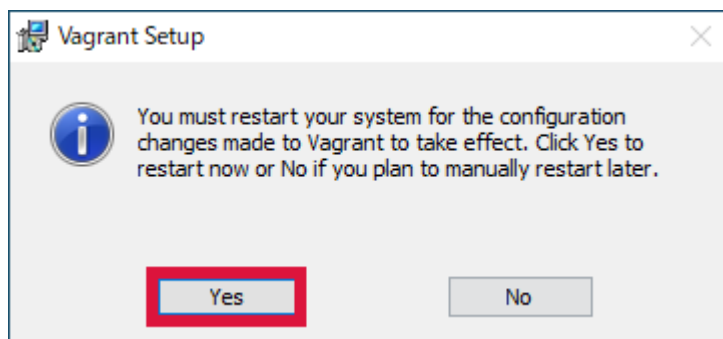 Vagrant Setup
You must restart your system for the configuration
changes made to Vagrant to take effect. Click Yes to
restart now or No if you plan to manually restart later.
Yes
No